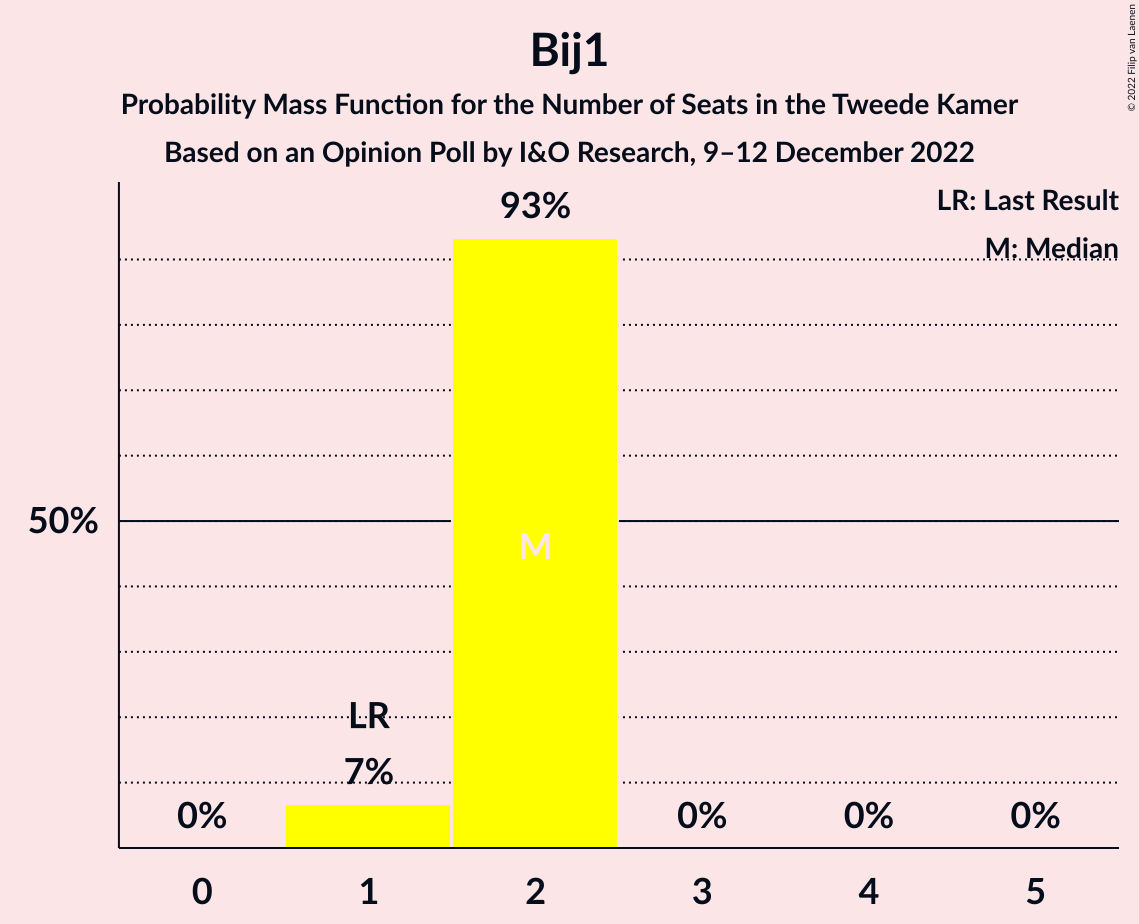 Bij1
Probability Mass Function for the Number of Seats in the Tweede Kamer
Based on an Opinion Poll by I&O Research, 9–12 December 2022
© 2022 Filip van Laenen
LR: Last Result
M: Median
93%
50%
M
LR
7%
0%
0%
0%
0%
0 1 2 3 4 5